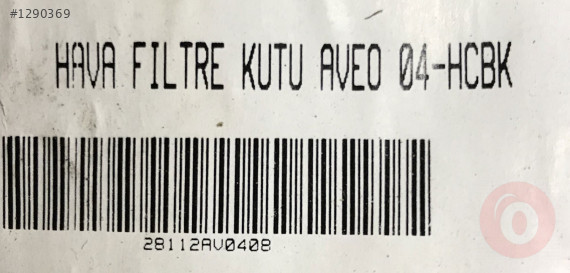 #1290369
HAVA FILTRE KUTU AVEO 04-HCBK
28112AV0408